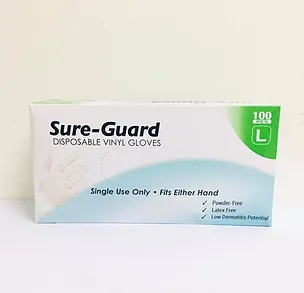 100
PCS
L
Sure-Guard
DISPOSABLE VINYL GLOVES
Single Use Only • Fits Either Hand
✓ Powder-Free
✓ Latex Free
✓ Low Dermatitis Potential